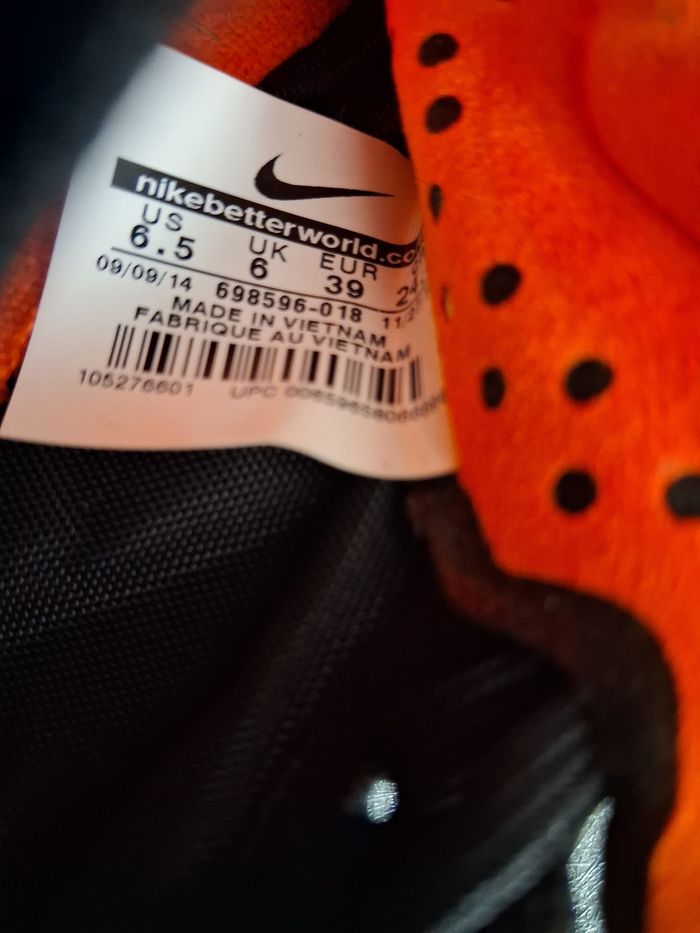 nikebetterworld.com
US UK EUR
6.5 6 39
09/09/14 698596-018
MADE IN VIETNAM
FABRIQUE AU VIETNAM
105276601 UPC